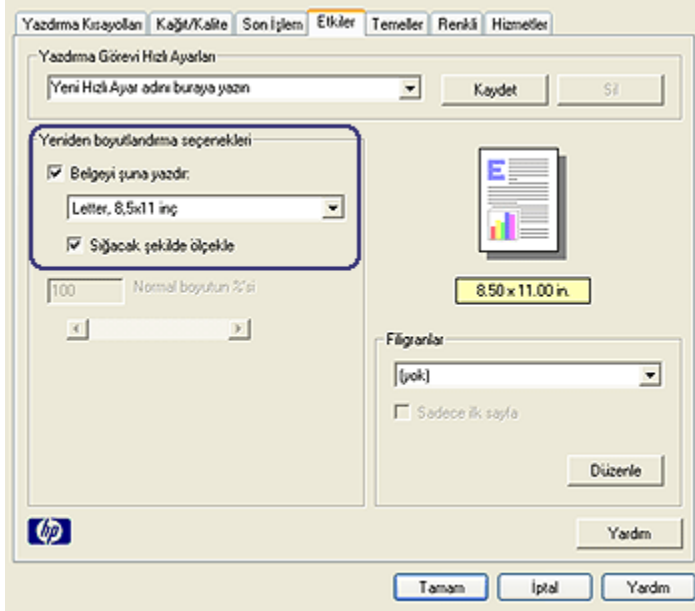 Yazdırma Kısayolları Kağıt/Kalite Son İşlem Etkiler Temeller Renkli Hizmetler
Yazdırma Görevi Hızlı Ayarları
Yeni Hızlı Ayar adını buraya yazın
Kaydet
Sil
Yeniden boyutlandırma seçenekleri
Belgeyi şuna yazdır:
Letter, 8,5x11 inç
Sığacak şekilde ölçekle
100 Normal boyutun %'si
E
8.50 x 11.00 in.
Filigranlar
(yok)
Sadece ilk sayfa
Düzenle
hp
Yardım
Tamam İptal Yardım